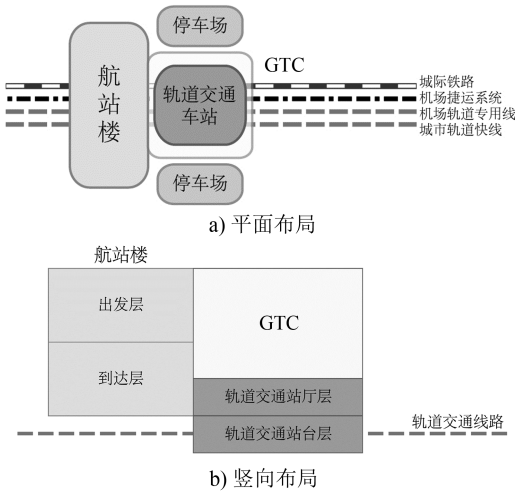 停车场
GTC
航
站
楼
轨道交通
车站
城际铁路
机场捷运系统
机场轨道专用线
城市轨道快线
停车场
a) 平面布局
航站楼
出发层
GTC
到达层
轨道交通站厅层
轨道交通线路
轨道交通站台层
b) 竖向布局